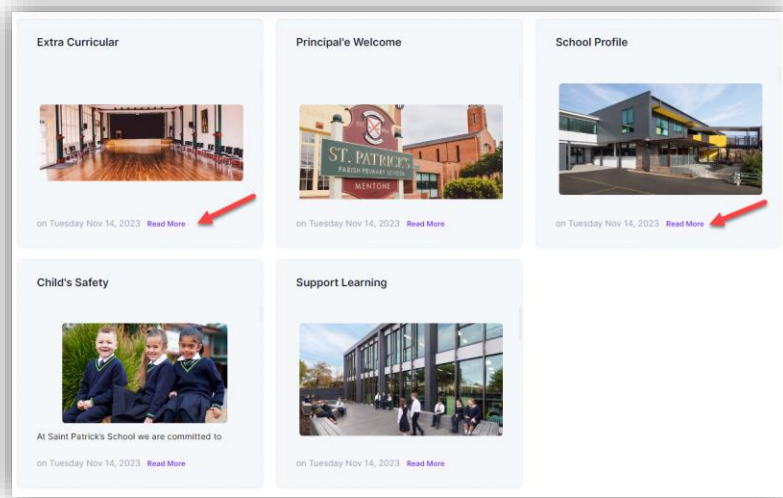 Extra Curricular
Principal'e Welcome
School Profile
ST. PATRICK'S
PARISH PRIMARY SCHOOL
MENTONE
on Tuesday Nov 14, 2023 Read More
on Tuesday Nov 14, 2023 Read More
on Tuesday Nov 14, 2023 Read More
Child's Safety
Support Learning
At Saint Patrick's School we are committed to
on Tuesday Nov 14, 2023 Read More
on Tuesday Nov 14, 2023 Read More